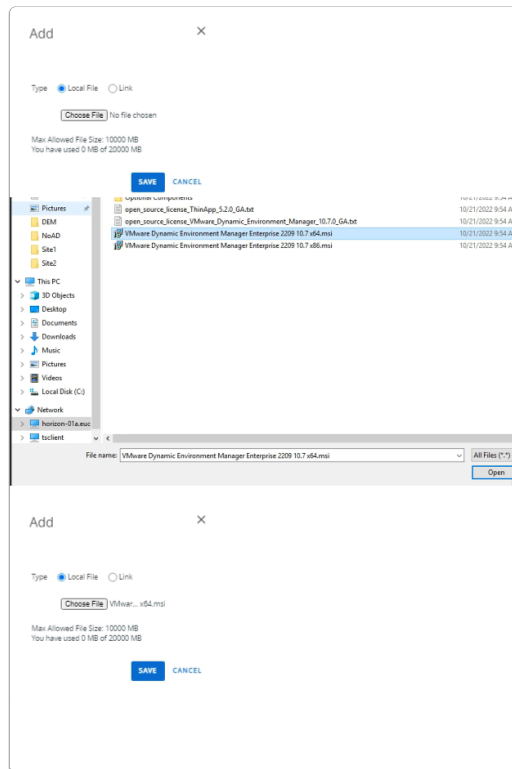 Add
Type Local File Link
Choose File No file chosen
Max Allowed File Size: 10000 MB
You have used 0 MB of 20000 MB
SAVE CANCEL
Optional Components 10/21/2022 9:54 A
Pictures open_source_license_ThinApp_5.2.0_GA.txt 10/21/2022 9:54 A
DEM open_source_license_VMware_Dynamic_Environment_Manager_10.7.0_GA.txt 10/21/2022 9:54 A
NoAD VMware Dynamic Environment Manager Enterprise 2209 10.7 x64.msi 10/21/2022 9:54 A
Site1 VMware Dynamic Environment Manager Enterprise 2209 10.7 x86.msi 10/21/2022 9:54 A
Site2
This PC
3D Objects
Desktop
Documents
Downloads
Music
Pictures
Videos
Local Disk (C:)
Network
horizon-01a.euc
tsclient
File name: VMware Dynamic Environment Manager Enterprise 2209 10.7 x64.msi All Files (*.*)
Open
Add
Type Local File Link
Choose File VMwar... x64.msi
Max Allowed File Size: 10000 MB
You have used 0 MB of 20000 MB
SAVE CANCEL